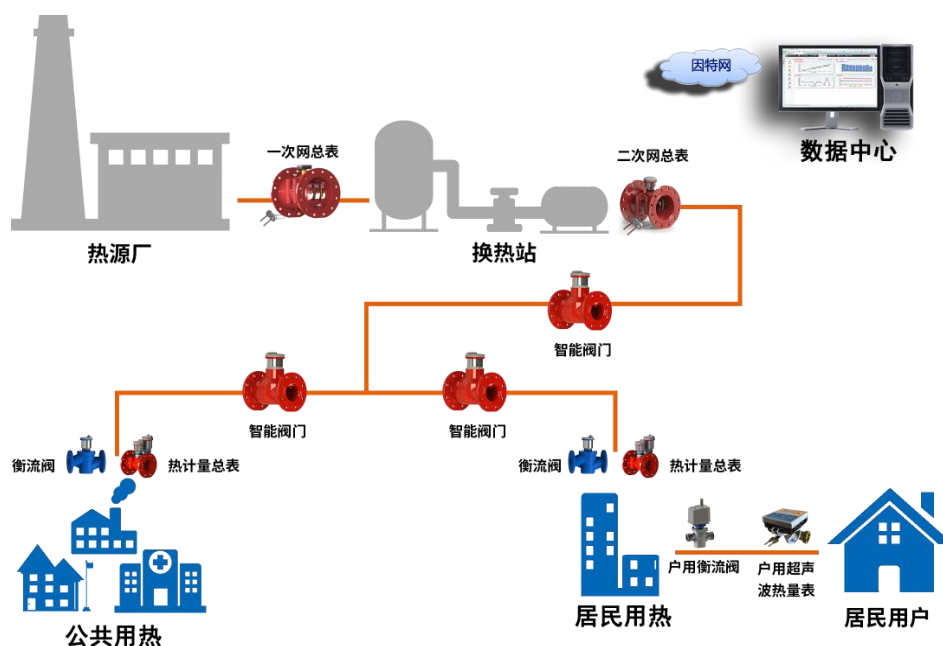 因特网
数据中心
一次网总表
二次网总表
热源厂
换热站
智能阀门
智能阀门
智能阀门
衡流阀
热计量总表
衡流阀
热计量总表
户用衡流阀
户用超声
波热量表
公共用热
居民用热
居民用户